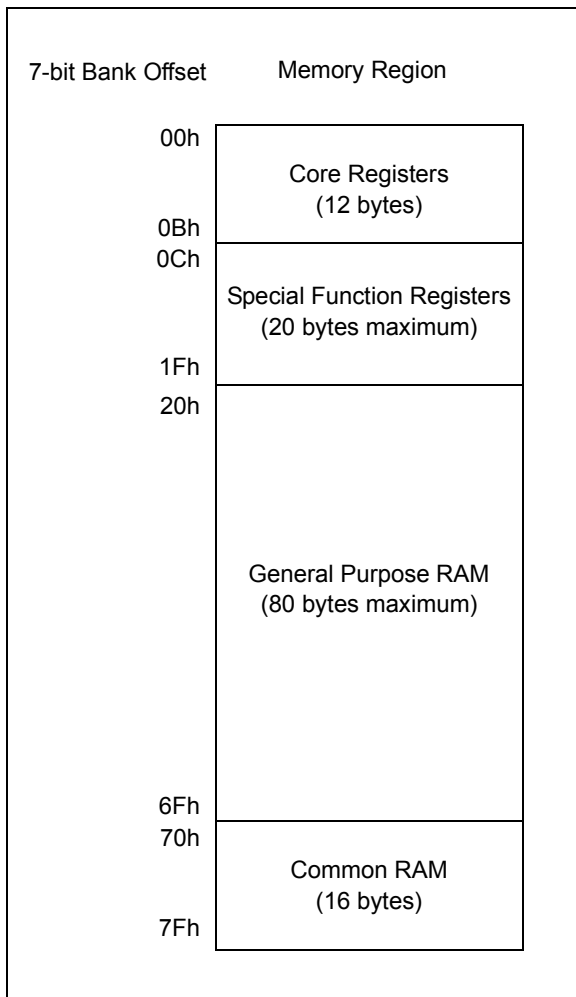 7-bit Bank Offset Memory Region
00h
Core Registers
(12 bytes)
0Bh
0Ch
Special Function Registers
(20 bytes maximum)
1Fh
20h
General Purpose RAM
(80 bytes maximum)
6Fh
70h
Common RAM
(16 bytes)
7Fh